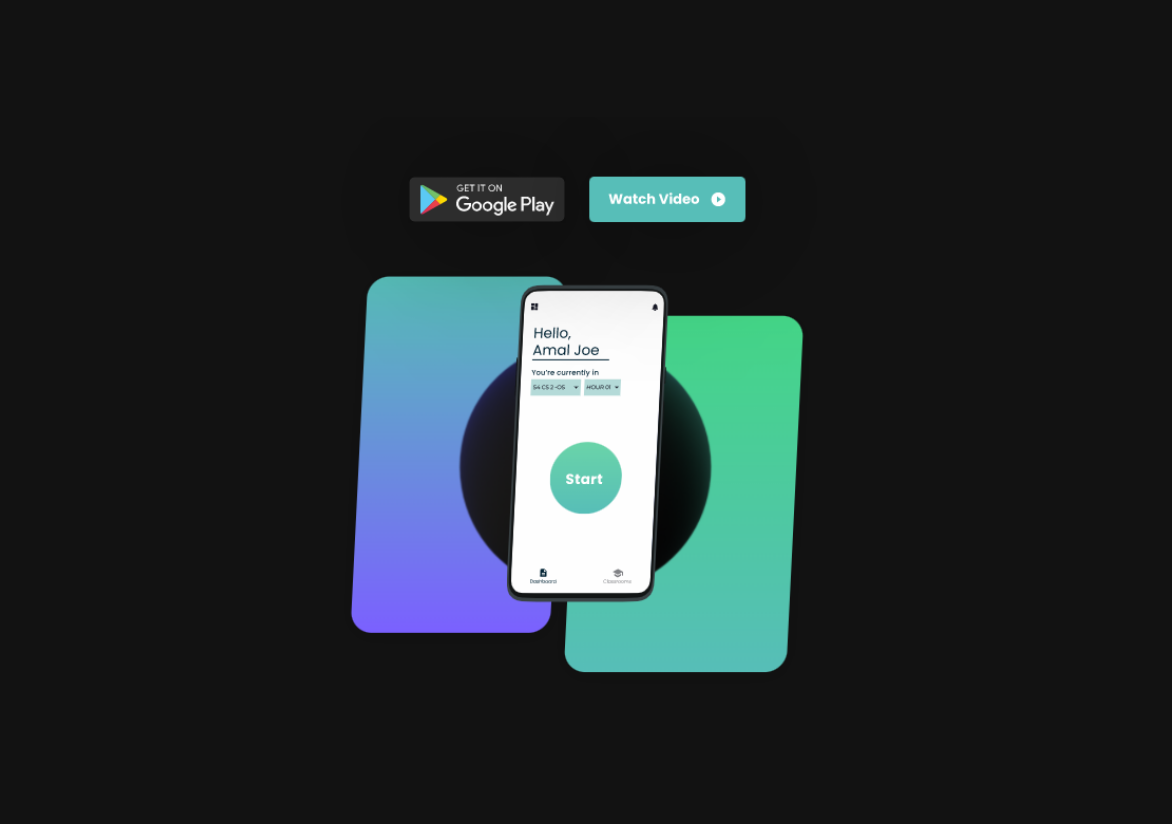 GET IT ON
Google Play
Watch Video
Hello,
Amal Joe
You're currently in
S4 CS 2 -OS HOUR 01
Start
Dashboard Classrooms